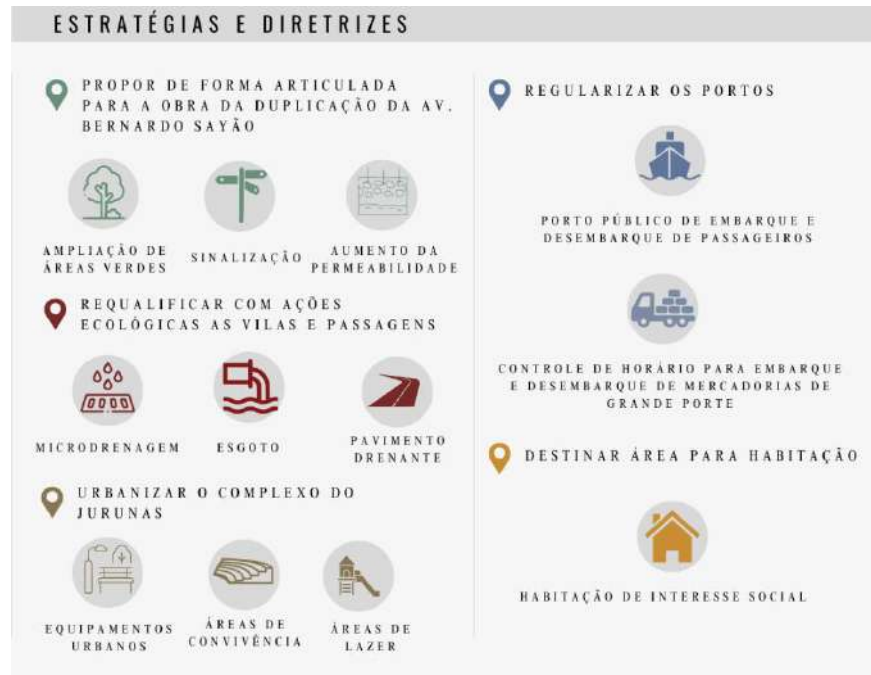 ESTRATÉGIAS E DIRETRIZES
PROPOR DE FORMA ARTICULADA
PARA A OBRA DA DUPLICAÇÃO DA AV.
BERNARDO SAYÃO
AMPLIAÇÃO DE
ÁREAS VERDES
SINALIZAÇÃO
AUMENTO DA
PERMEABILIDADE
REQUALIFICAR COM AÇÕES
ECOLÓGICAS AS VILAS E PASSAGENS
MICRODRENAGEM
ESGOTO
PAVIMENTO
DRENANTE
URBANIZAR O COMPLEXO DO
JURUNAS
EQUIPAMENTOS
URBANOS
ÁREAS DE
CONVIVÊNCIA
ÁREAS DE
LAZER
REGULARIZAR OS PORTOS
PORTO PÚBLICO DE EMBARQUE E
DESEMBARQUE DE PASSAGEIROS
CONTROLE DE HORÁRIO PARA EMBARQUE
E DESEMBARQUE DE MERCADORIAS DE
GRANDE PORTE
DESTINAR ÁREA PARA HABITAÇÃO
HABITAÇÃO DE INTERESSE SOCIAL